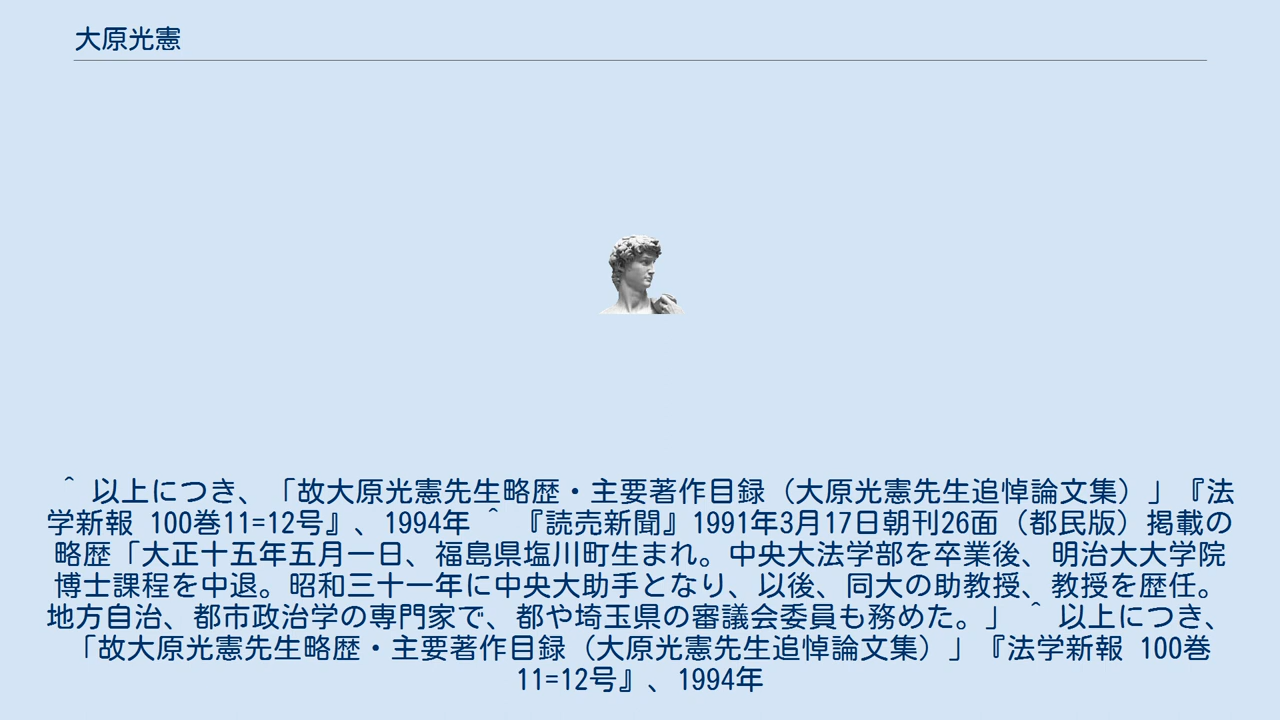 大原光憲
＾ 以上につき、「故大原光憲先生略歴・主要著作目録（大原光憲先生追悼論文集）」『法
学新報 100巻11=12号』、1994年 ＾ 『読売新聞』1991年3月17日朝刊26面（都民版）掲載の
略歴「大正十五年五月一日、福島県塩川町生まれ。中央大法学部を卒業後、明治大大学院
博士課程を中退。昭和三十一年に中央大助手となり、以後、同大の助教授、教授を歴任。
地方自治、都市政治学の専門家で、都や埼玉県の審議会委員も務めた。」 ＾ 以上につき、
「故大原光憲先生略歴・主要著作目録（大原光憲先生追悼論文集）」『法学新報 100巻
11=12号』、1994年